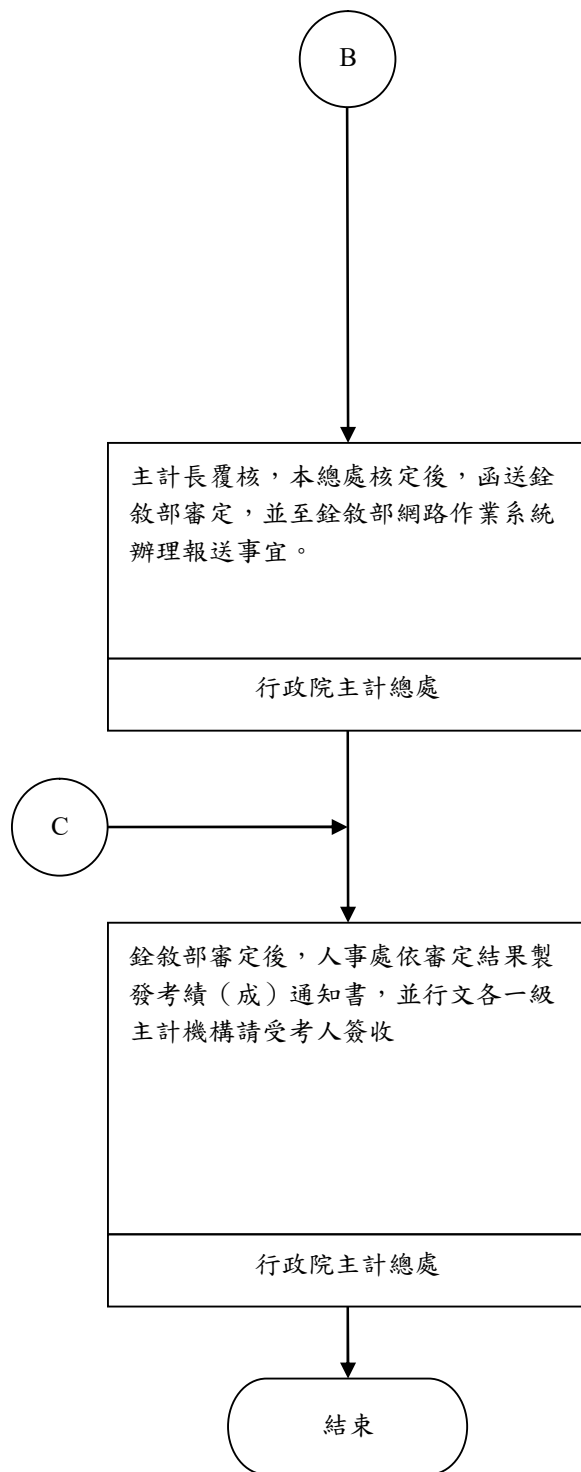 B
主計長覆核，本總處核定後，函送銓
敘部審定，並至銓敘部網路作業系統
辦理報送事宜。
行政院主計總處
C
銓敘部審定後，人事處依審定結果製
發考績（成）通知書，並行文各一級
主計機構請受考人簽收
行政院主計總處
結束